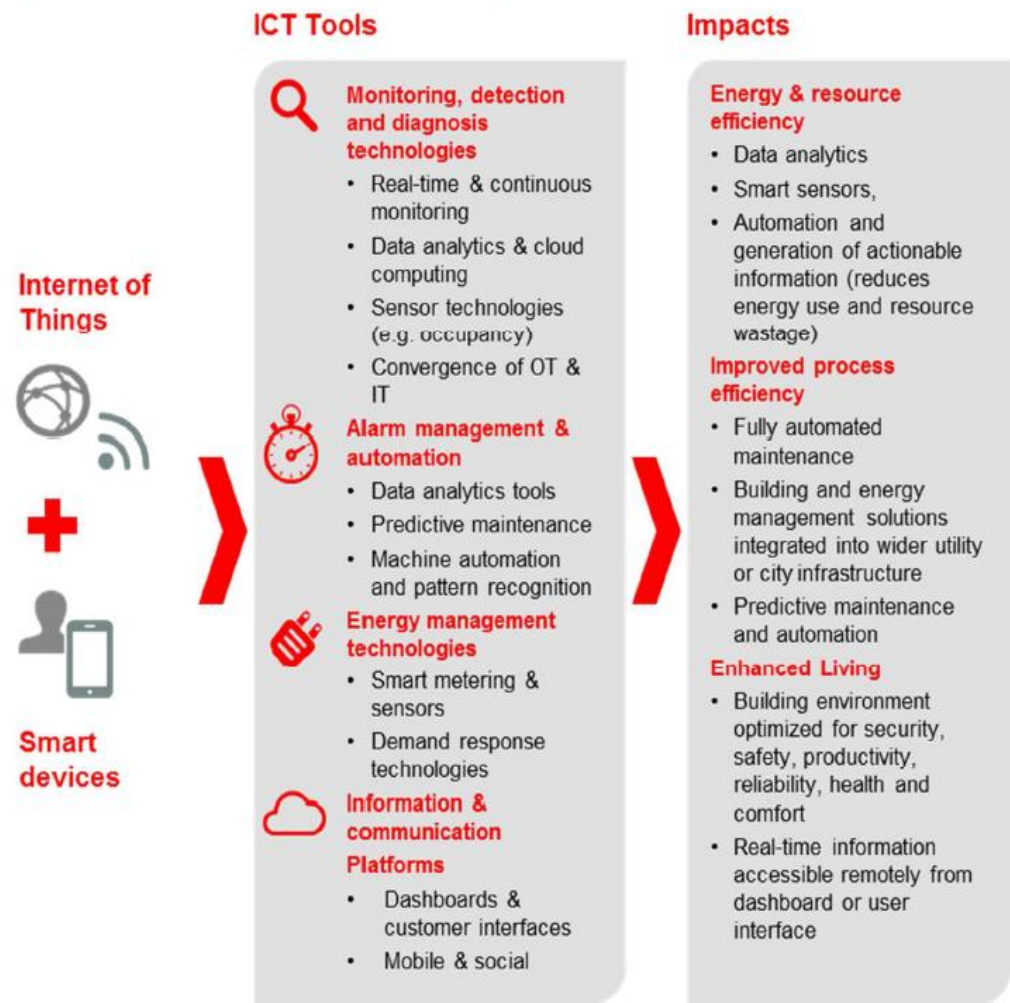 ICT Tools
Impacts
Internet of
Things
Smart
devices
Monitoring, detection
and diagnosis
technologies
• Real-time & continuous
monitoring
• Data analytics & cloud
computing
• Sensor technologies
(e.g. occupancy)
• Convergence of OT &
IT
Alarm management &
automation
• Data analytics tools
• Predictive maintenance
• Machine automation
and pattern recognition
Energy management
technologies
• Smart metering &
sensors
• Demand response
technologies
Information &
communication
Platforms
• Dashboards &
customer interfaces
• Mobile & social
Energy & resource
efficiency
• Data analytics
• Smart sensors,
• Automation and
generation of actionable
information (reduces
energy use and resource
wastage)
Improved process
efficiency
• Fully automated
maintenance
• Building and energy
management solutions
integrated into wider utility
or city infrastructure
• Predictive maintenance
and automation
Enhanced Living
• Building environment
optimized for security,
safety, productivity,
reliability, health and
comfort
• Real-time information
accessible remotely from
dashboard or user
interface